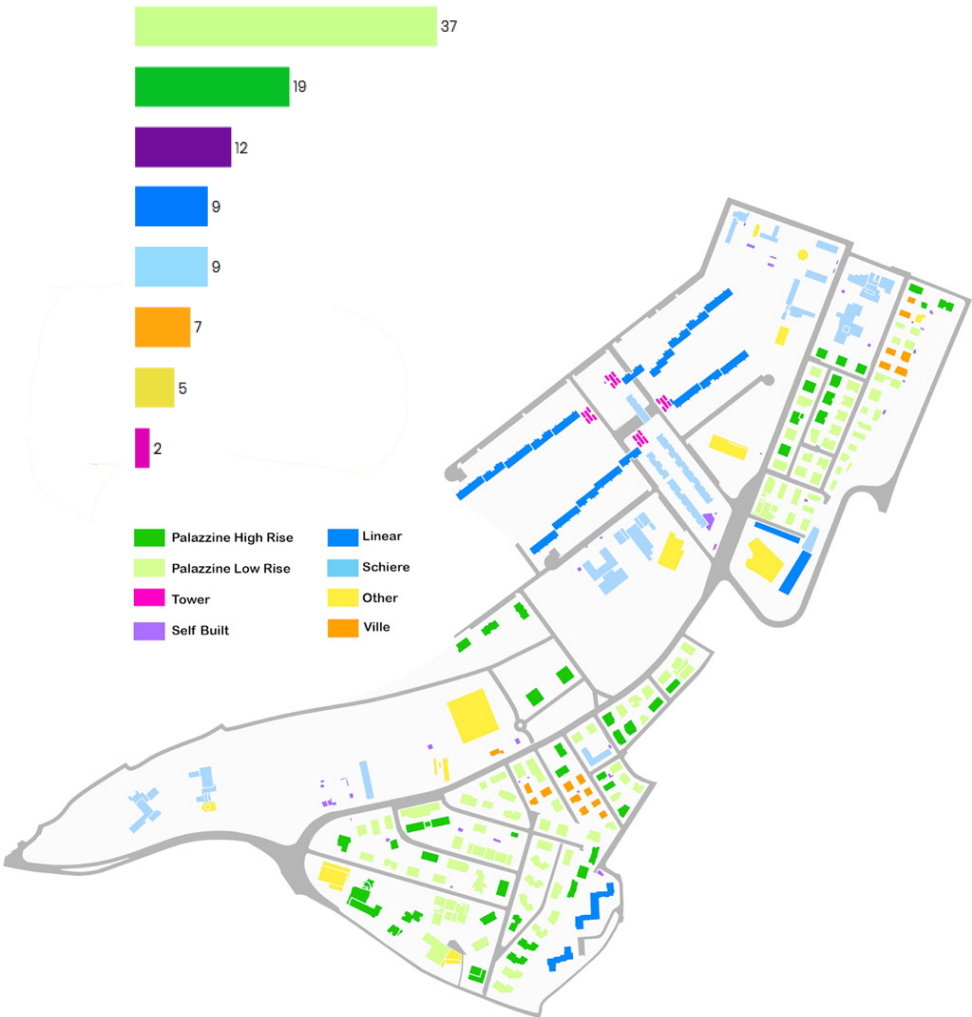 37
19
12
9
9
7
5
2
Palazzine High Rise
Linear
Palazzine Low Rise
Schiere
Tower
Other
Self Built
Ville